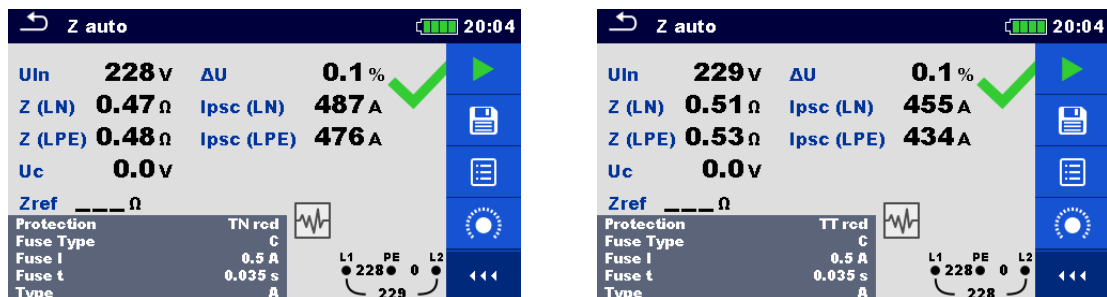 Z auto 20:04
Uln 228 V ΔU 0.1 %
Z (LN) 0.47 Ω Ipsc (LN) 487 A
Z (LPE) 0.48 Ω Ipsc (LPE) 476 A
Uc 0.0 V
Zref ___ Ω
Protection TN rcd
Fuse Type C
Fuse I 0.5 A
Fuse t 0.035 s
Type A
L1 PE L2
228 0
229
Z auto 20:04
Uln 229 V ΔU 0.1 %
Z (LN) 0.51 Ω Ipsc (LN) 455 A
Z (LPE) 0.53 Ω Ipsc (LPE) 434 A
Uc 0.0 V
Zref ___ Ω
Protection TT rcd
Fuse Type C
Fuse I 0.5 A
Fuse t 0.035 s
Type A
L1 PE L2
228 0
228